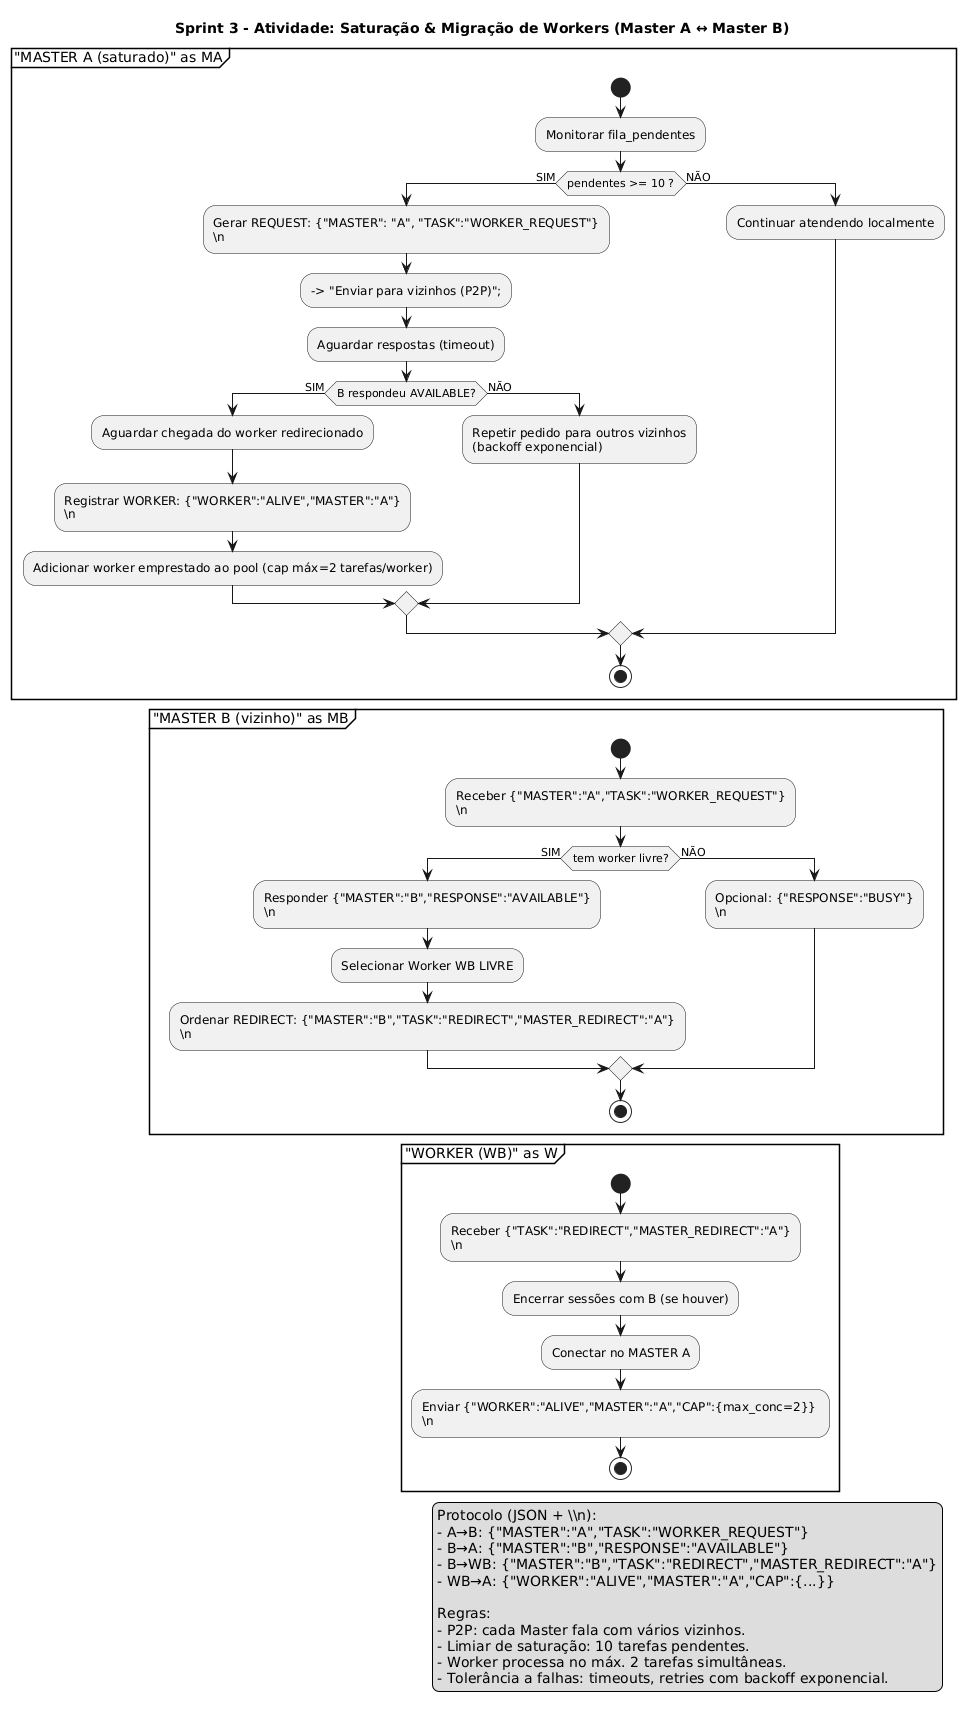 Sprint 3 - Atividade: Saturação & Migração de Workers (Master A ↔ Master B)
"MASTER A (saturado)" as MA
Monitorar fila_pendentes
SIM
pendentes >= 10 ?
NÃO
Gerar REQUEST: {"MASTER": "A", "TASK":"WORKER_REQUEST"}
\n
Continuar atendendo localmente
-> "Enviar para vizinhos (P2P)";
Aguardar respostas (timeout)
SIM
B respondeu AVAILABLE?
NÃO
Aguardar chegada do worker redirecionado
Repetir pedido para outros vizinhos
(backoff exponencial)
Registrar WORKER: {"WORKER":"ALIVE","MASTER":"A"}
\n
Adicionar worker emprestado ao pool (cap máx=2 tarefas/worker)
"MASTER B (vizinho)" as MB
Receber {"MASTER":"A","TASK":"WORKER_REQUEST"}
\n
SIM
tem worker livre?
NÃO
Responder {"MASTER":"B","RESPONSE":"AVAILABLE"}
\n
Opcional: {"RESPONSE":"BUSY"}
\n
Selecionar Worker WB LIVRE
Ordenar REDIRECT: {"MASTER":"B","TASK":"REDIRECT","MASTER_REDIRECT":"A"}
\n
"WORKER (WB)" as W
Receber {"TASK":"REDIRECT","MASTER_REDIRECT":"A"}
\n
Encerrar sessões com B (se houver)
Conectar no MASTER A
Enviar {"WORKER":"ALIVE","MASTER":"A","CAP":{max_conc=2}}
\n
Protocolo (JSON + \\n):
- A→B: {"MASTER":"A","TASK":"WORKER_REQUEST"}
- B→A: {"MASTER":"B","RESPONSE":"AVAILABLE"}
- B→WB: {"MASTER":"B","TASK":"REDIRECT","MASTER_REDIRECT":"A"}
- WB→A: {"WORKER":"ALIVE","MASTER":"A","CAP":{...}}
Regras:
- P2P: cada Master fala com vários vizinhos.
- Limiar de saturação: 10 tarefas pendentes.
- Worker processa no máx. 2 tarefas simultâneas.
- Tolerância a falhas: timeouts, retries com backoff exponencial.